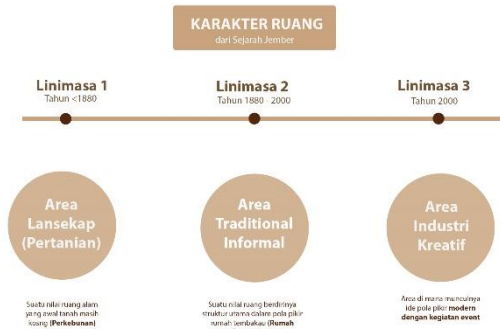 KARAKTER RUANG
dari Sejarah Jember
Linimasa 1
Tahun <1880
Linimasa 2
Tahun 1880 - 2000
Linimasa 3
Tahun 2000
Area
Lansekap
(Pertanian)
Area
Traditional
Informal
Area
Industri
Kreatif
Suatu nilai ruang alam
yang awal tanah masih
kosong (Perkebunan)
Suatu nilai ruang berdirinya
struktur utama dalam pola pikir
rumah tembakau (Rumah
Area di mana munculnya
ide pola pikir modern
dengan kegiatan event